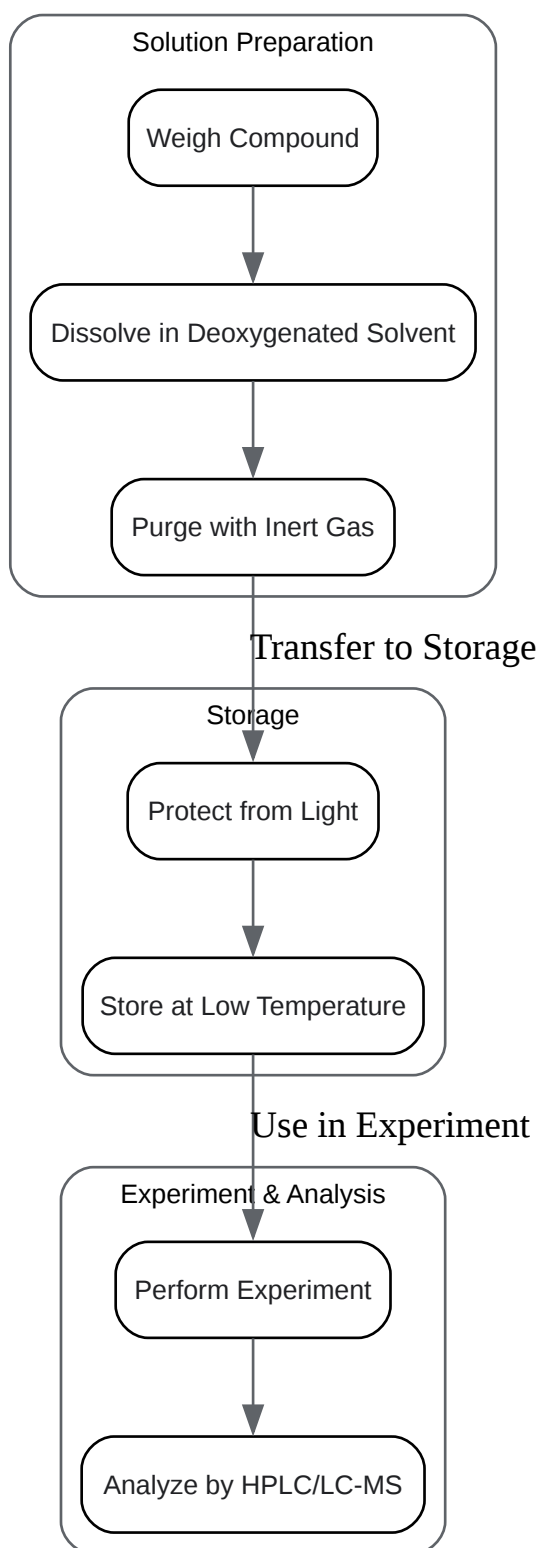 Solution Preparation
Weigh Compound
Dissolve in Deoxygenated Solvent
Purge with Inert Gas
Transfer to Storage
Storage
Protect from Light
Store at Low Temperature
Use in Experiment
Experiment & Analysis
Perform Experiment
Analyze by HPLC/LC-MS